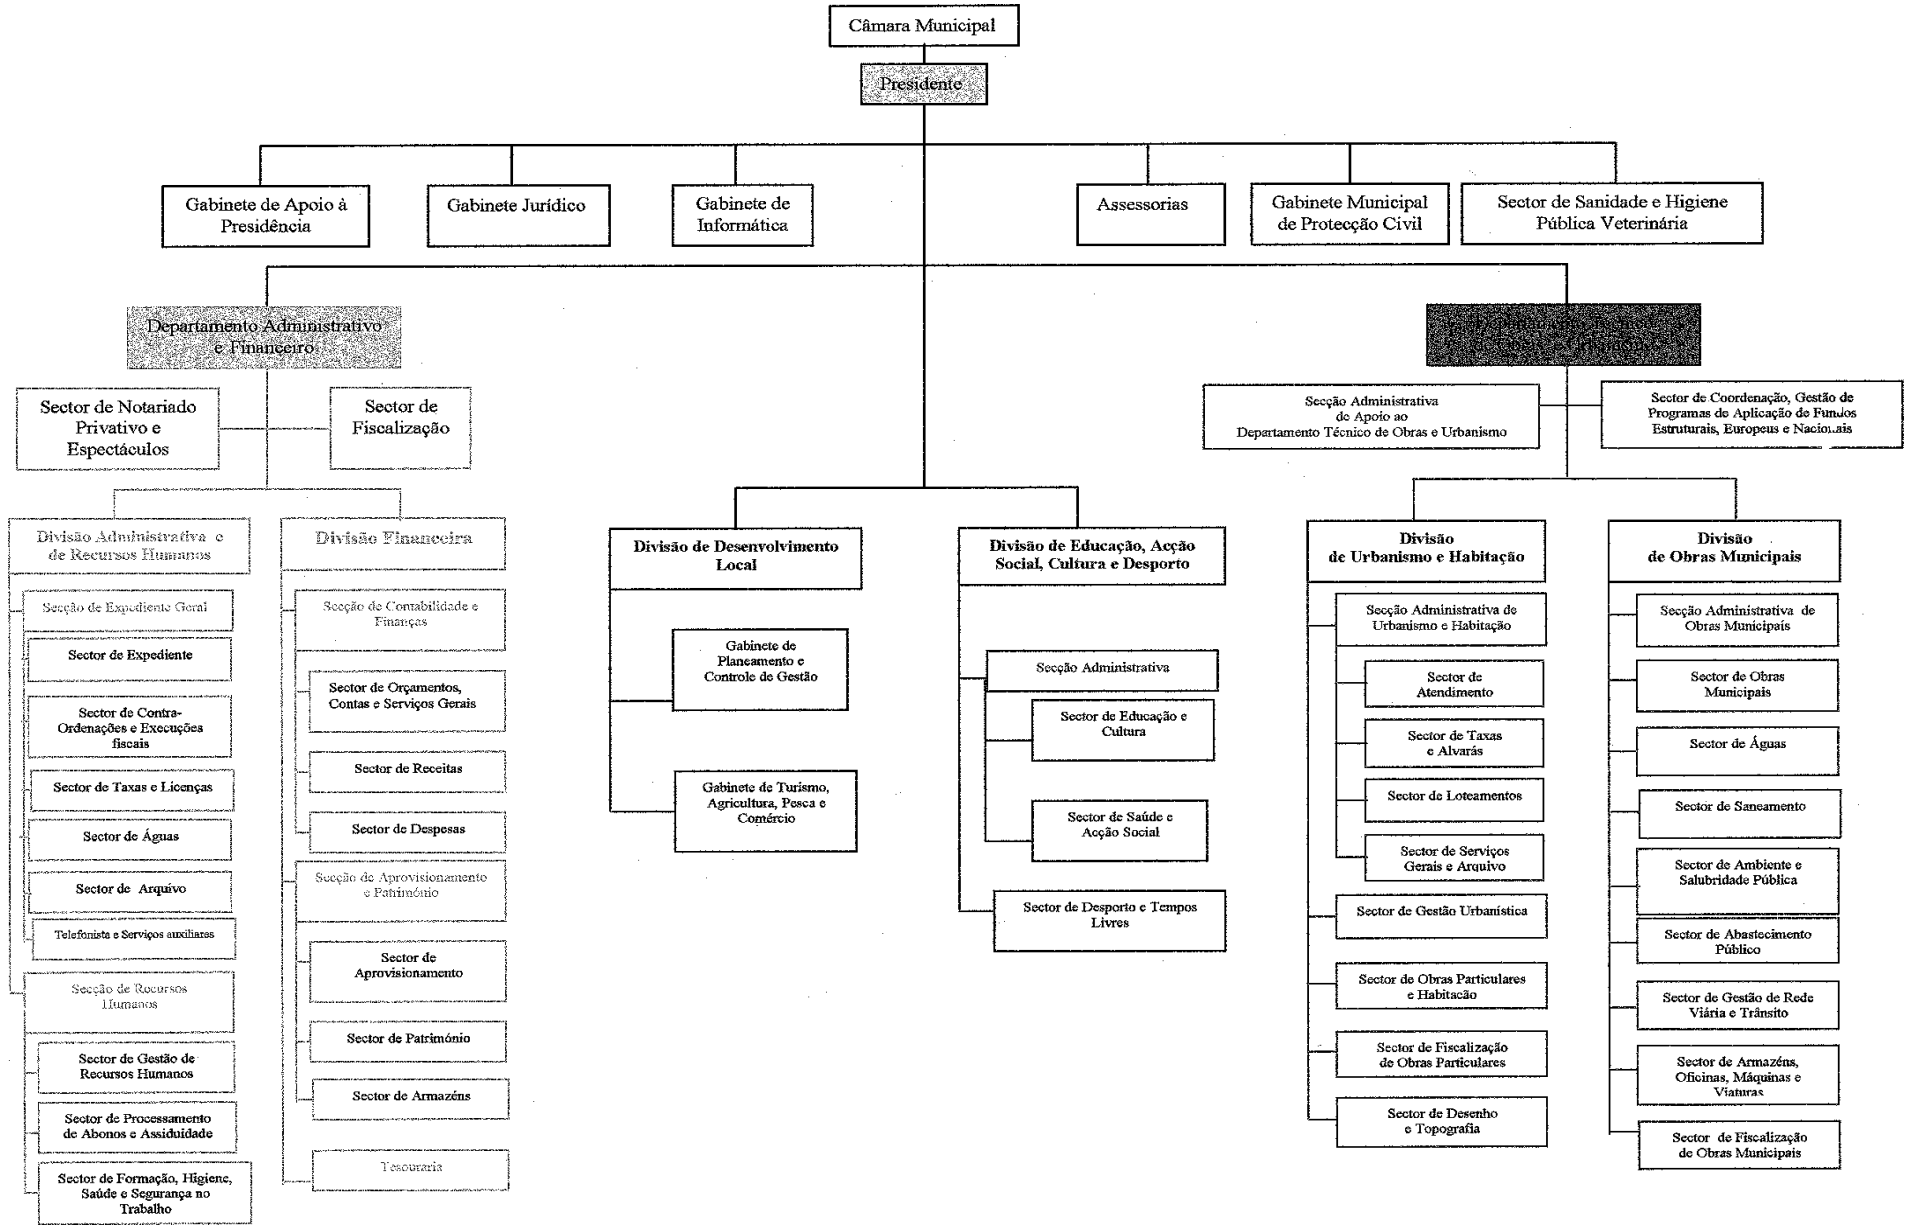 Câmara Municipal
Presidente
Gabinete de Apoio à
Presidência
Gabinete Jurídico
Gabinete de
Informática
Assessorias
Gabinete Municipal
de Protecção Civil
Sector de Sanidade e Higiene
Pública Veterinária
Departamento Administrativo
e Financeiro
Sector de Notariado
Privativo e
Espectáculos
Sector de
Fiscalização
Secção Administrativa
de Apoio ao
Departamento Técnico de Obras e Urbanismo
Sector de Coordenação, Gestão de
Programas de Aplicação de Fundos
Estruturais, Europeus e Nacionais
Divisão Administrativa e
de Recursos Humanos
Secção de Expediente Geral
Sector de Expediente
Sector de Contra-
Ordenações e Execuções
fiscais
Sector de Taxas e Licenças
Sector de Águas
Sector de Arquivo
Telefonista e Serviços auxiliares
Secção de Recursos
Humanos
Sector de Gestão de
Recursos Humanos
Sector de Processamento
de Abonos e Assiduidade
Sector de Formação, Higiene,
Saúde e Segurança no
Trabalho
Divisão Financeira
Secção de Contabilidade e
Finanças
Sector de Orçamentos,
Contas e Serviços Gerais
Sector de Receitas
Sector de Despesas
Secção de Aprovisionamento
e Património
Sector de
Aprovisionamento
Sector de Património
Sector de Armazéns
Tesouraria
Divisão de Desenvolvimento
Local
Gabinete de
Planeamento e
Controle de Gestão
Gabinete de Turismo,
Agricultura, Pesca e
Comércio
Divisão de Educação, Acção
Social, Cultura e Desporto
Secção Administrativa
Sector de Educação e
Cultura
Sector de Saúde e
Acção Social
Sector de Desporto e Tempos
Livres
Divisão
de Urbanismo e Habitação
Secção Administrativa de
Urbanismo e Habitação
Sector de
Atendimento
Sector de Taxas
e Alvarás
Sector de Loteamentos
Sector de Serviços
Gerais e Arquivo
Sector de Gestão Urbanística
Sector de Obras Particulares
e Habitacão
Sector de Fiscalização
de Obras Particulares
Sector de Desenho
e Topografia
Divisão
de Obras Municipais
Secção Administrativa de
Obras Municipais
Sector de Obras
Municipais
Sector de Águas
Sector de Saneamento
Sector de Ambiente e
Salubridade Pública
Sector de Abastecimento
Público
Sector de Gestão de Rede
Viária e Trânsito
Sector de Armazéns,
Oficinas, Máquinas e
Viaturas
Sector de Fiscalização
de Obras Municipais